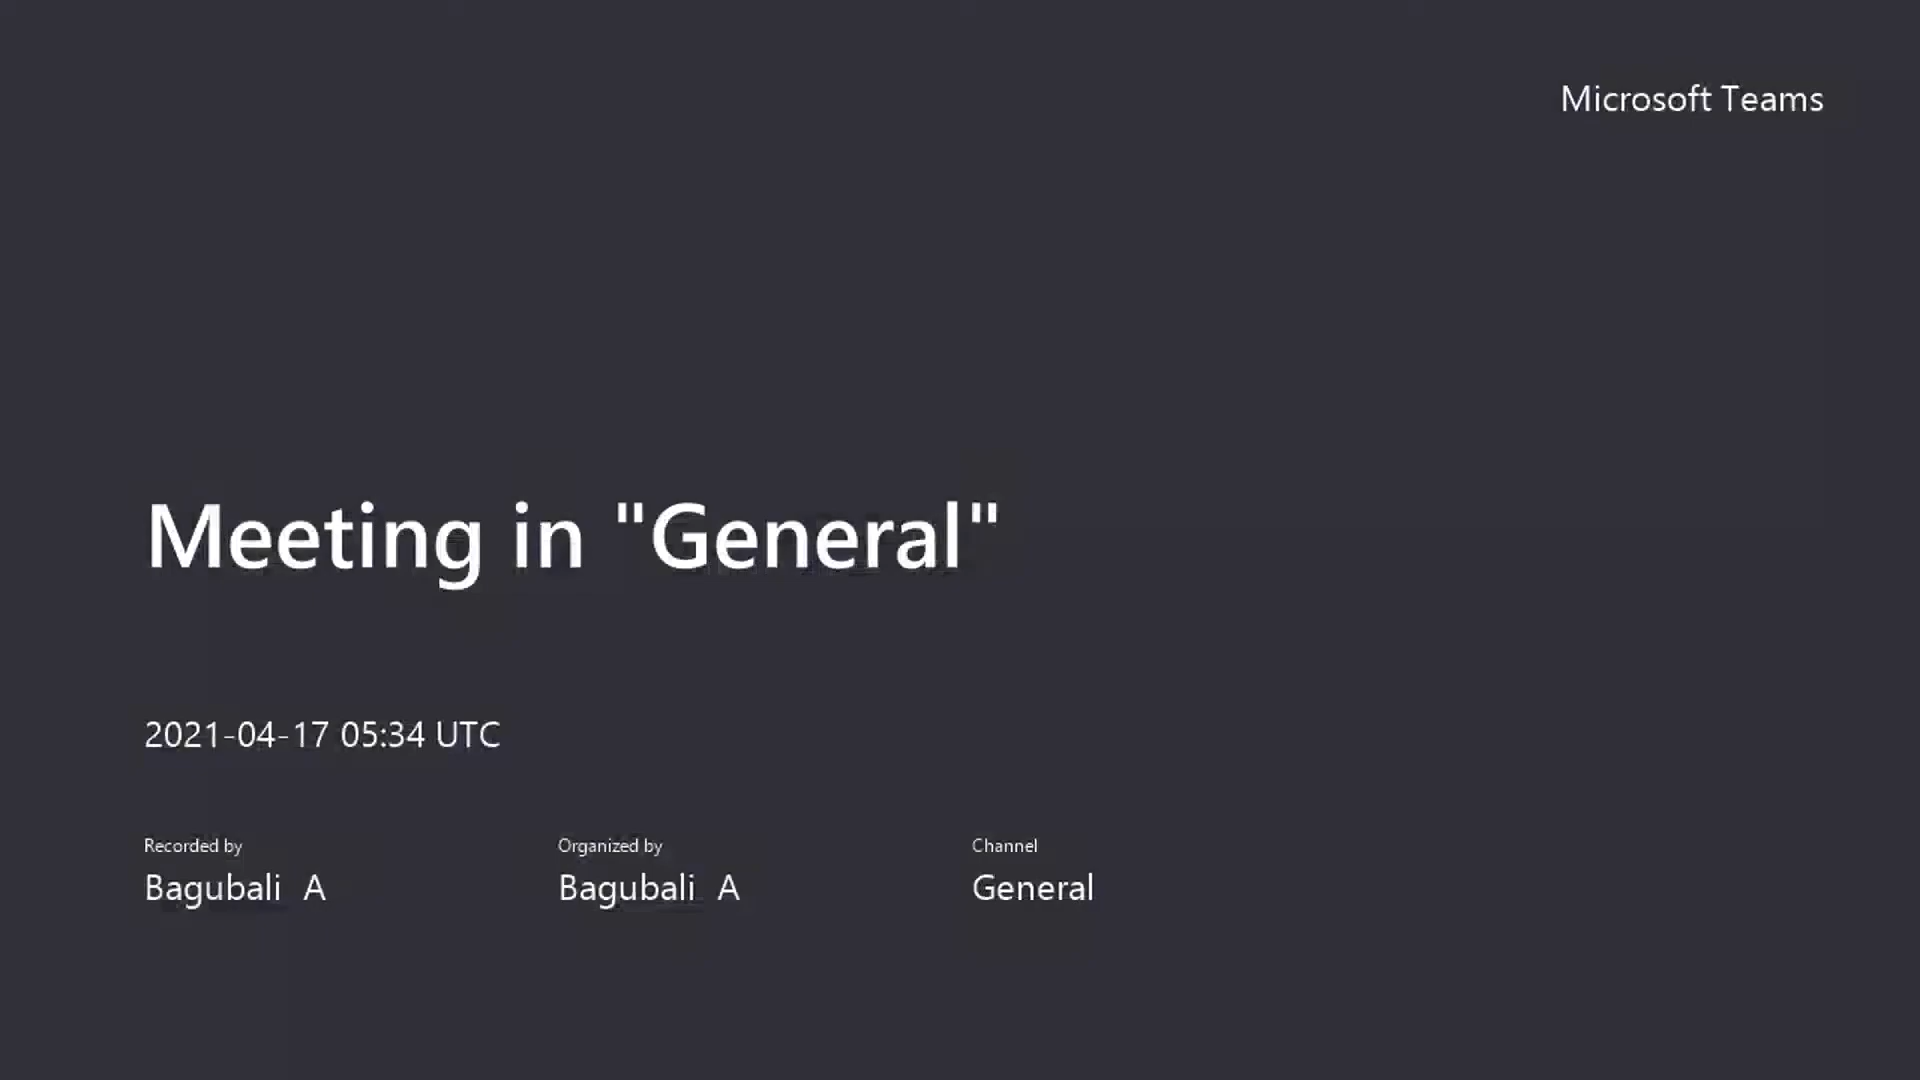 Microsoft Teams
Meeting in "General"
2021-04-17 05:34 UTC
Recorded by
Bagubali  A
Organized by
Bagubali  A
Channel
General